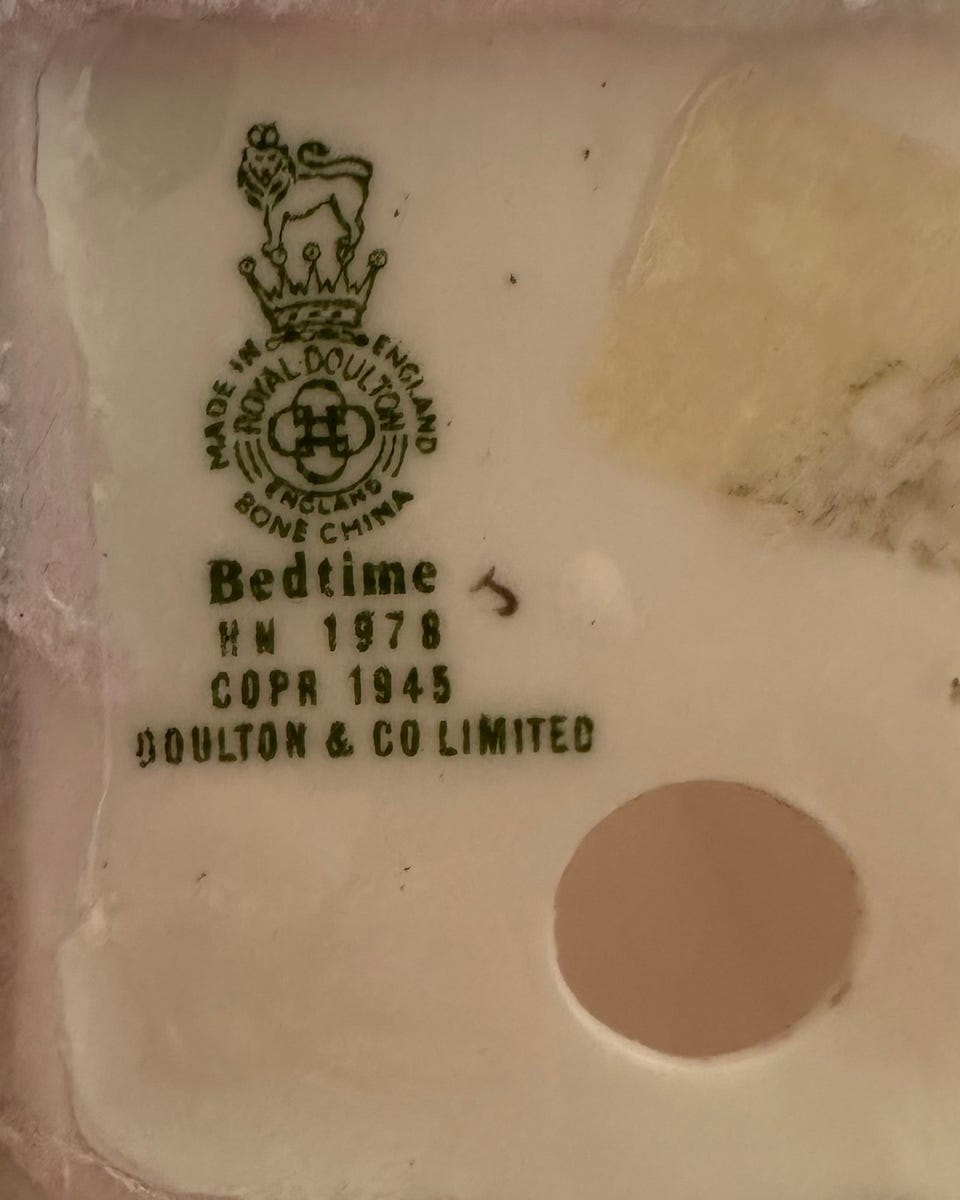 MADE IN ENGLAND
ROYAL DOULTON
ENGLAND
BONE CHINA
Bedtime
HN 1978
COPR 1945
DOULTON & CO LIMITED